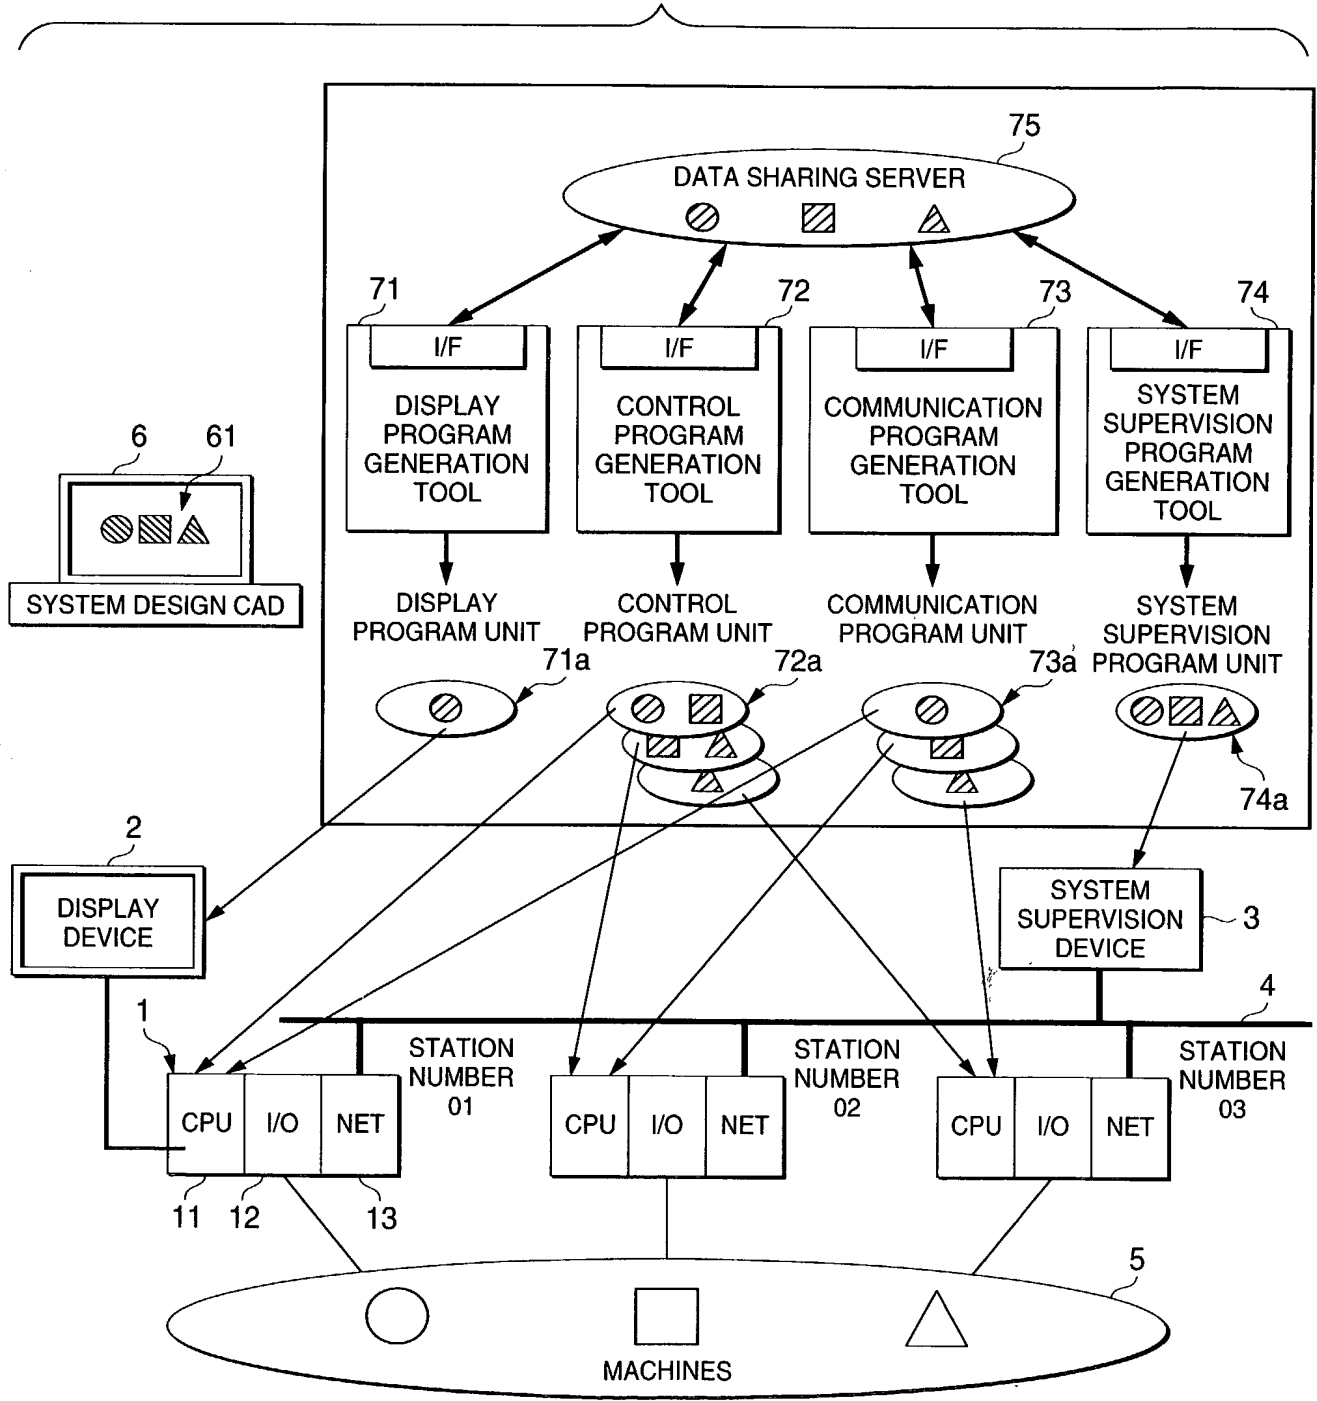 75
DATA SHARING SERVER
71
72
73
74
I/F
I/F
I/F
I/F
DISPLAY
PROGRAM
GENERATION
TOOL
CONTROL
PROGRAM
GENERATION
TOOL
COMMUNICATION
PROGRAM
GENERATION
TOOL
SYSTEM
SUPERVISION
PROGRAM
GENERATION
TOOL
6
61
SYSTEM DESIGN CAD
DISPLAY
PROGRAM UNIT
CONTROL
PROGRAM UNIT
COMMUNICATION
PROGRAM UNIT
SYSTEM
SUPERVISION
PROGRAM UNIT
71a
72a
73a
74a
2
DISPLAY
DEVICE
SYSTEM
SUPERVISION
DEVICE
3
4
1
STATION
NUMBER
01
STATION
NUMBER
02
STATION
NUMBER
03
CPU
I/O
NET
CPU
I/O
NET
CPU
I/O
NET
11
12
13
5
MACHINES